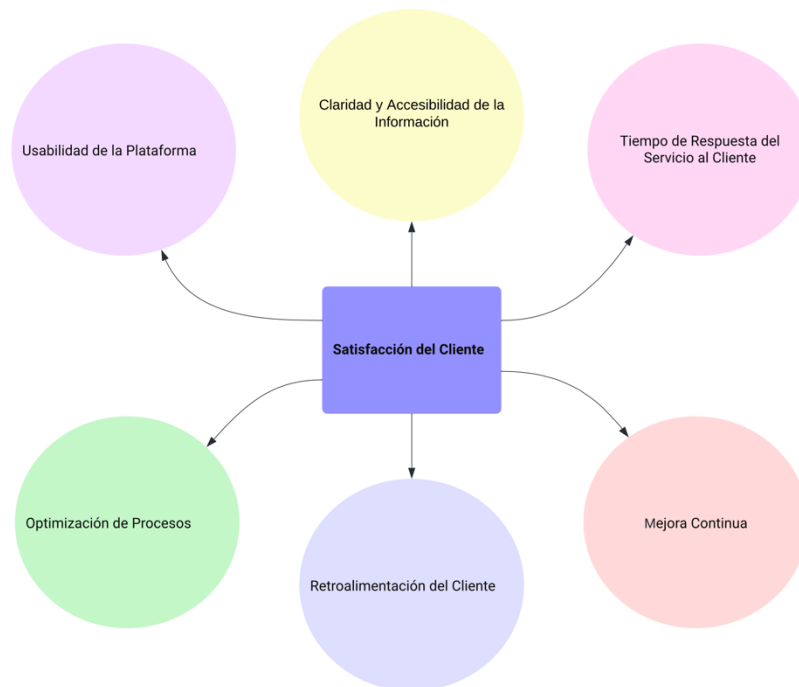 Claridad y Accesibilidad de la
Información
Usabilidad de la Plataforma
Tiempo de Respuesta del
Servicio al Cliente
Satisfacción del Cliente
Optimización de Procesos
Mejora Continua
Retroalimentación del Cliente